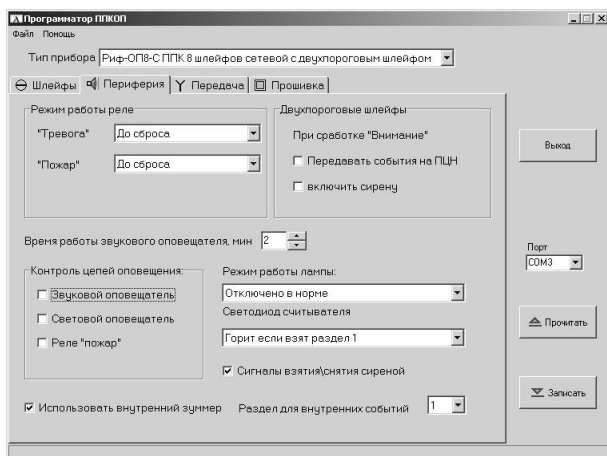 Программатор ППКОП
Файл Помощь
Тип прибора Риф-ОП8-С ППК 8 шлейфов сетевой с двухпороговым шлейфом
Шлейфы Периферия Передача Прошивка
Режим работы реле
"Тревога" До сброса
"Пожар" До сброса
Двухпороговые шлейфы
При сработке "Внимание"
Передавать события на ПЦН
включить сирену
Выход
Время работы звукового оповещателя, мин 2
Порт
COM3
Контроль цепей оповещения:
Звуковой оповещатель
Световой оповещатель
Реле "пожар"
Режим работы лампы:
Отключено в норме
Светодиод считывателя
Горит если взят раздел 1
Сигналы взятия\снятия сиреной
Прочитать
Записать
Использовать внутренний зуммер Раздел для внутренних событий 1